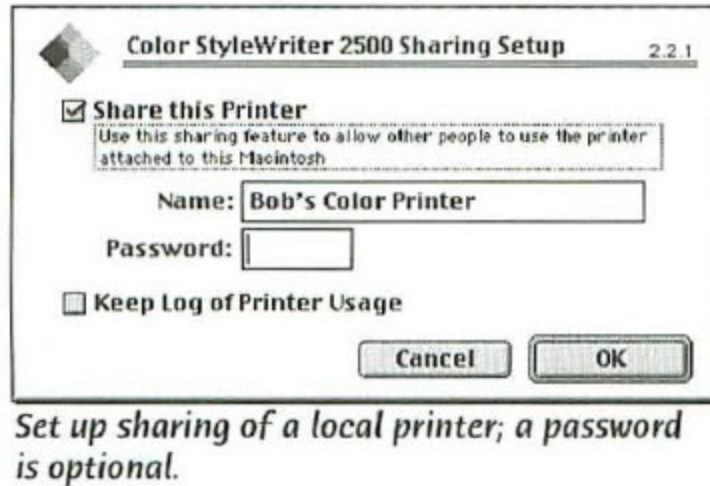 Color StyleWriter 2500 Sharing Setup 2.2.1
Share this Printer
Use this sharing feature to allow other people to use the printer
attached to this Macintosh
Name: Bob's Color Printer
Password:
Keep Log of Printer Usage
Cancel OK
Set up sharing of a local printer; a password
is optional.